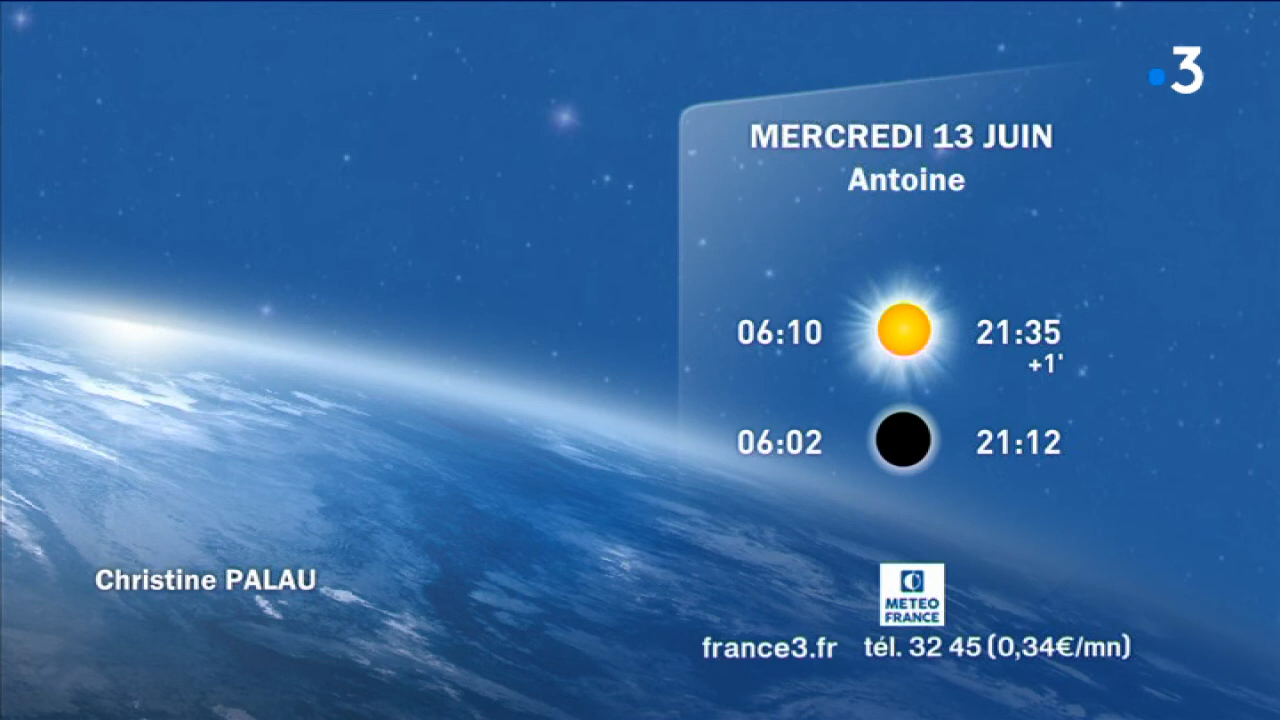 3
MERCREDI 13 JUIN
Antoine
06:10 21:35
+1'
06:02 21:12
Christine PALAU
METEO
FRANCE
france3.fr tél. 32 45 (0,34€/mn)